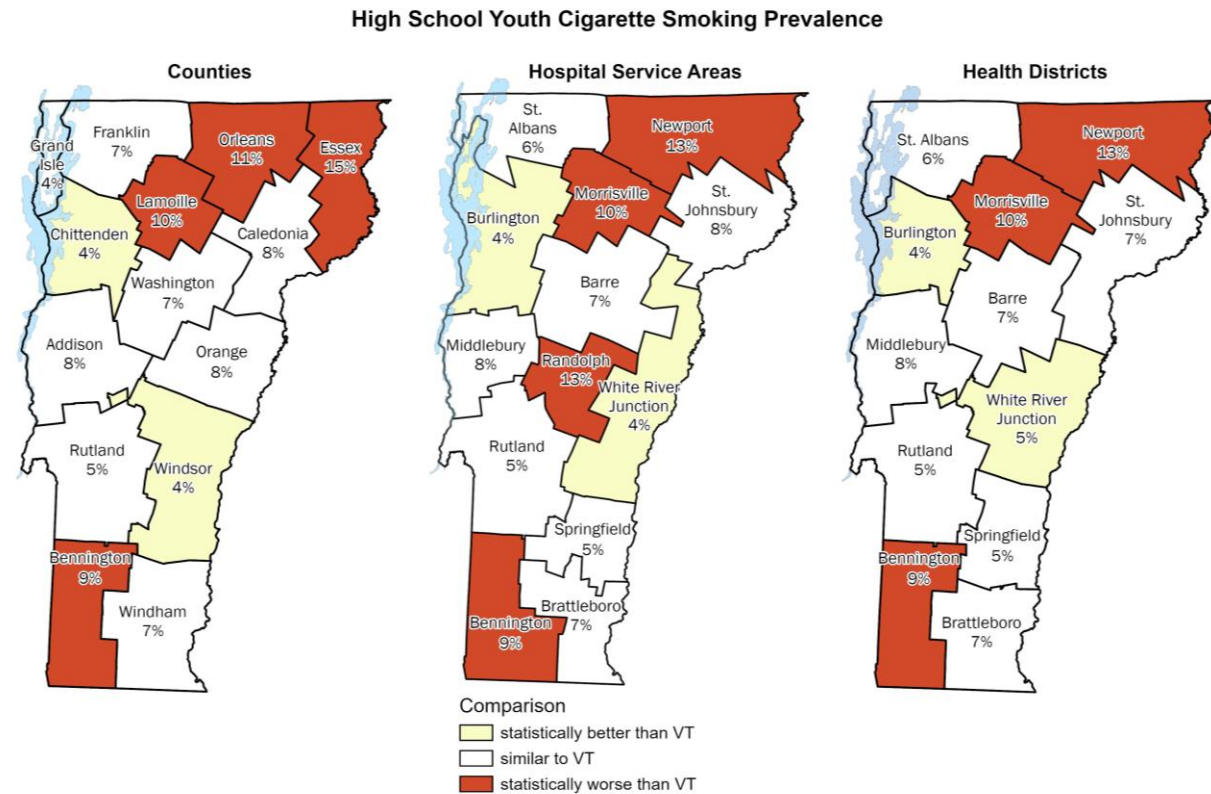 High School Youth Cigarette Smoking Prevalence
Counties
Grand
Isle
4%
Franklin
7%
Orleans
11%
Essex
15%
Lamoille
10%
Chittenden
4%
Caledonia
8%
Washington
7%
Addison
8%
Orange
8%
Rutland
5%
Windsor
4%
Bennington
9%
Windham
7%
Hospital Service Areas
St.
Albans
6%
Newport
13%
Morrisville
10%
St.
Johnsbury
8%
Burlington
4%
Barre
7%
Middlebury
8%
Randolph
13%
White River
Junction
4%
Rutland
5%
Springfield
5%
Brattleboro
7%
Bennington
9%
Health Districts
St. Albans
6%
Newport
13%
Morrisville
10%
St.
Johnsbury
7%
Burlington
4%
Barre
7%
Middlebury
8%
White River
Junction
5%
Rutland
5%
Springfield
5%
Bennington
9%
Brattleboro
7%
Comparison
statistically better than VT
similar to VT
statistically worse than VT